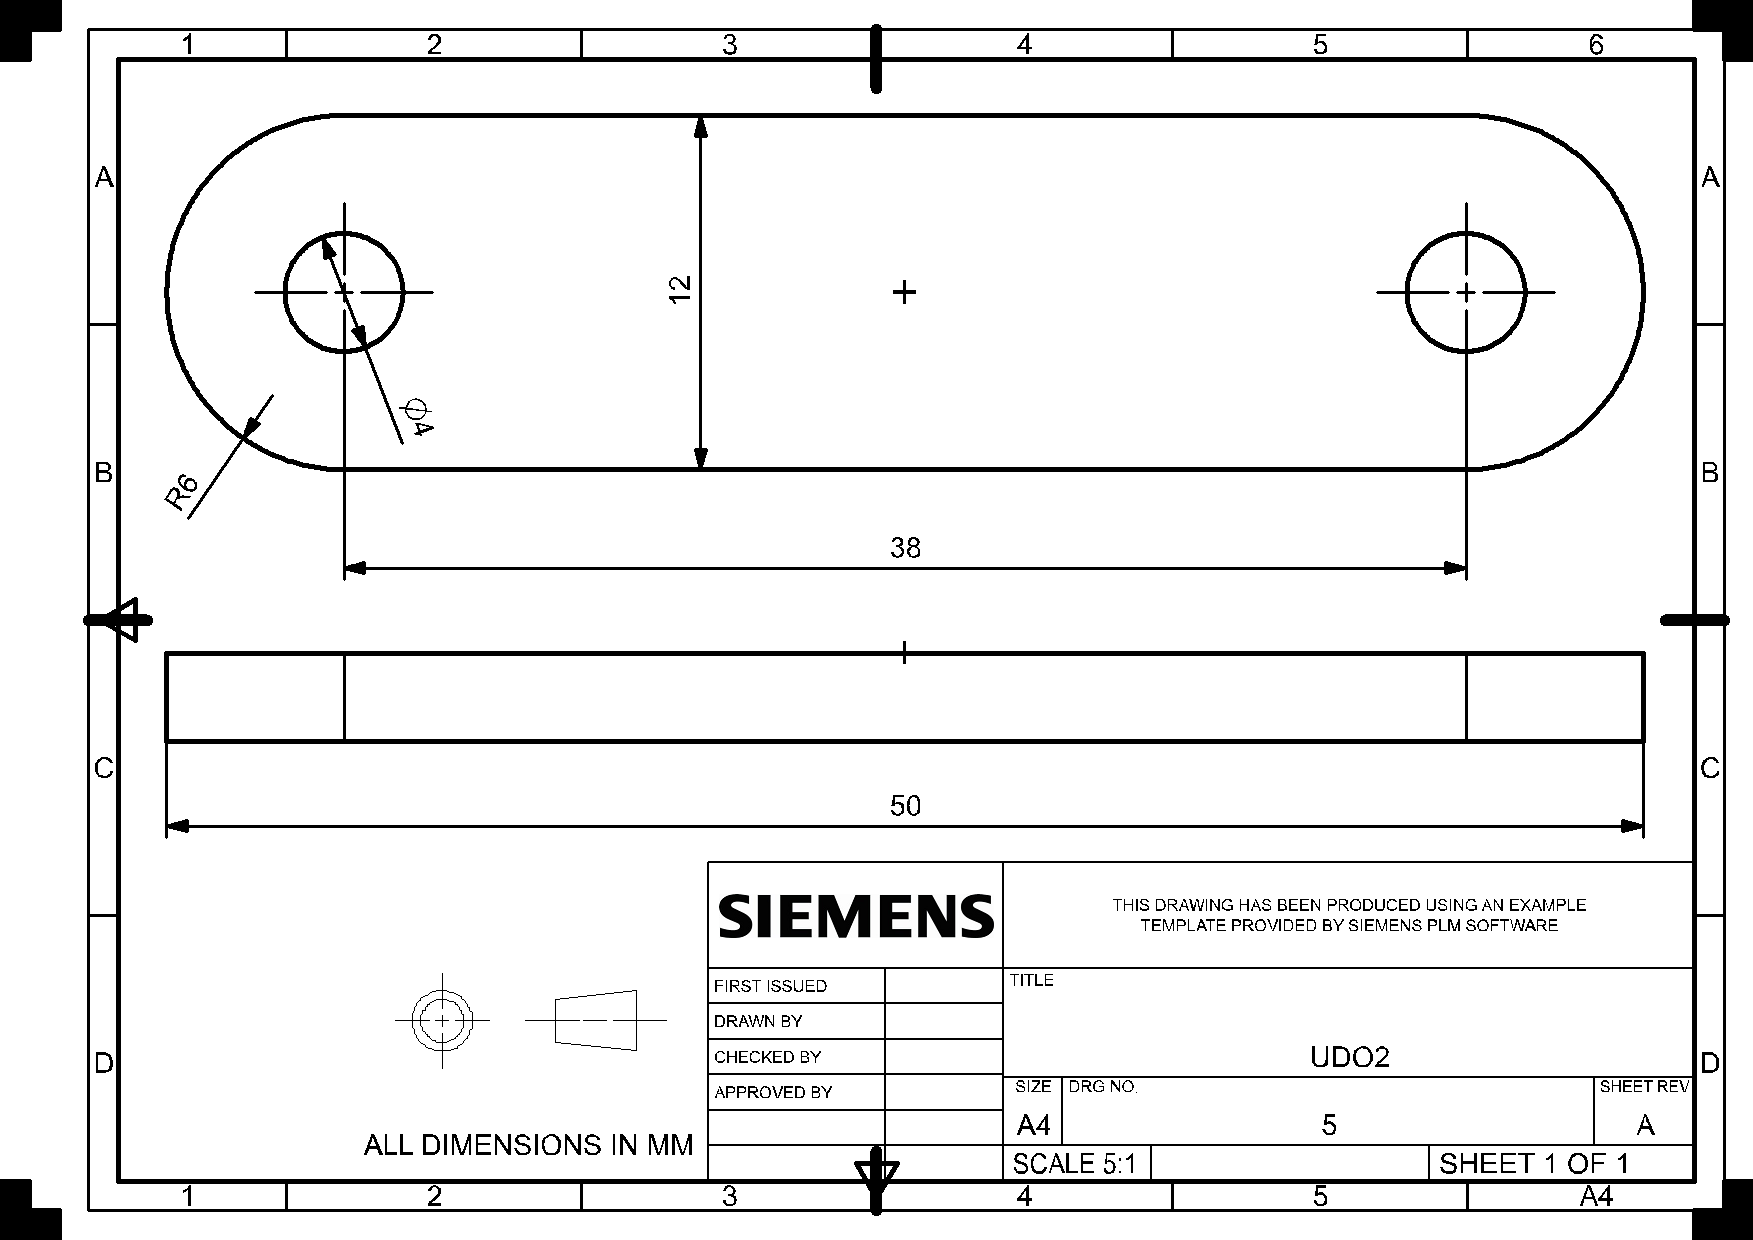 1 2 3 4 5 6
A A
12
⌀4
B B
R6
38
C C
50
SIEMENS
THIS DRAWING HAS BEEN PRODUCED USING AN EXAMPLE
TEMPLATE PROVIDED BY SIEMENS PLM SOFTWARE
FIRST ISSUED
TITLE
DRAWN BY
CHECKED BY
UDO2
D D
APPROVED BY
SIZE DRG NO. SHEET REV
A4 5 A
ALL DIMENSIONS IN MM
SCALE 5:1 SHEET 1 OF 1
1 2 3 4 5 A4